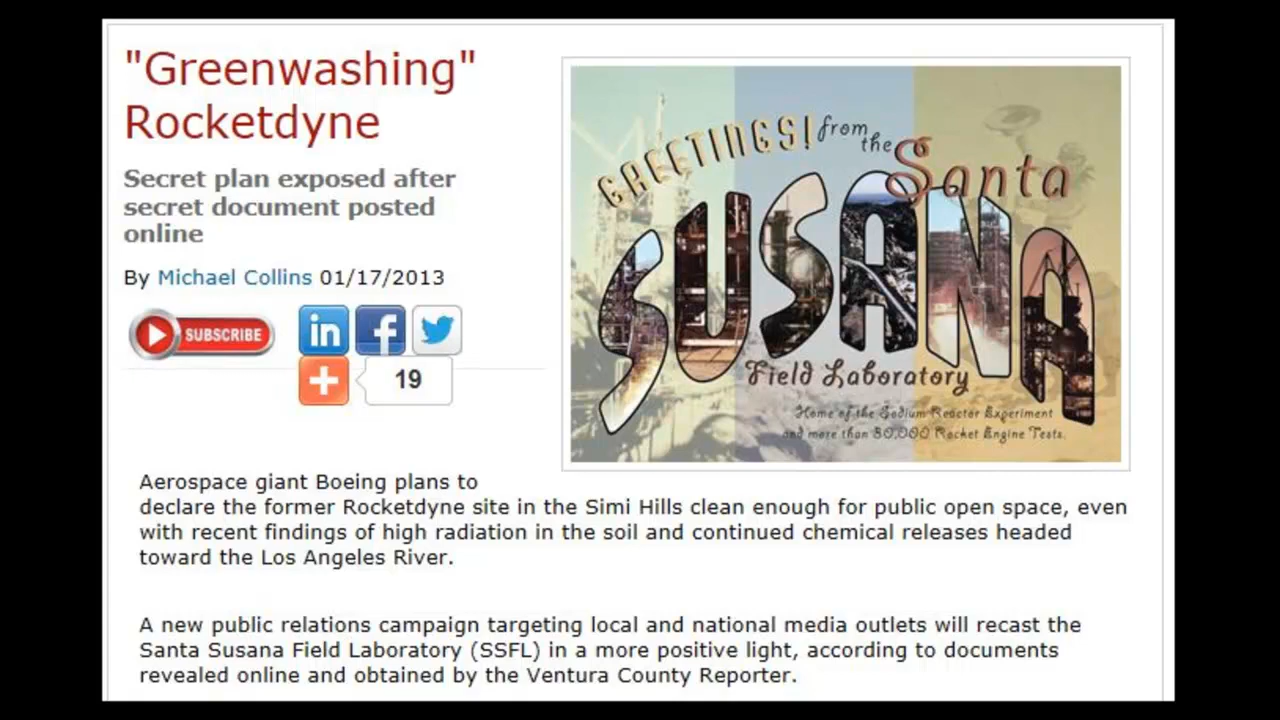 "Greenwashing"
Rocketdyne
Secret plan exposed after
secret document posted
online
By Michael Collins 01/17/2013
SUBSCRIBE
in
f
19
GREETINGS! from the Santa
SUSANA
Field Laboratory
Home of the Sodium Reactor Experiment
and more than 30,000 Rocket Engine Tests.
Aerospace giant Boeing plans to
declare the former Rocketdyne site in the Simi Hills clean enough for public open space, even
with recent findings of high radiation in the soil and continued chemical releases headed
toward the Los Angeles River.
A new public relations campaign targeting local and national media outlets will recast the
Santa Susana Field Laboratory (SSFL) in a more positive light, according to documents
revealed online and obtained by the Ventura County Reporter.